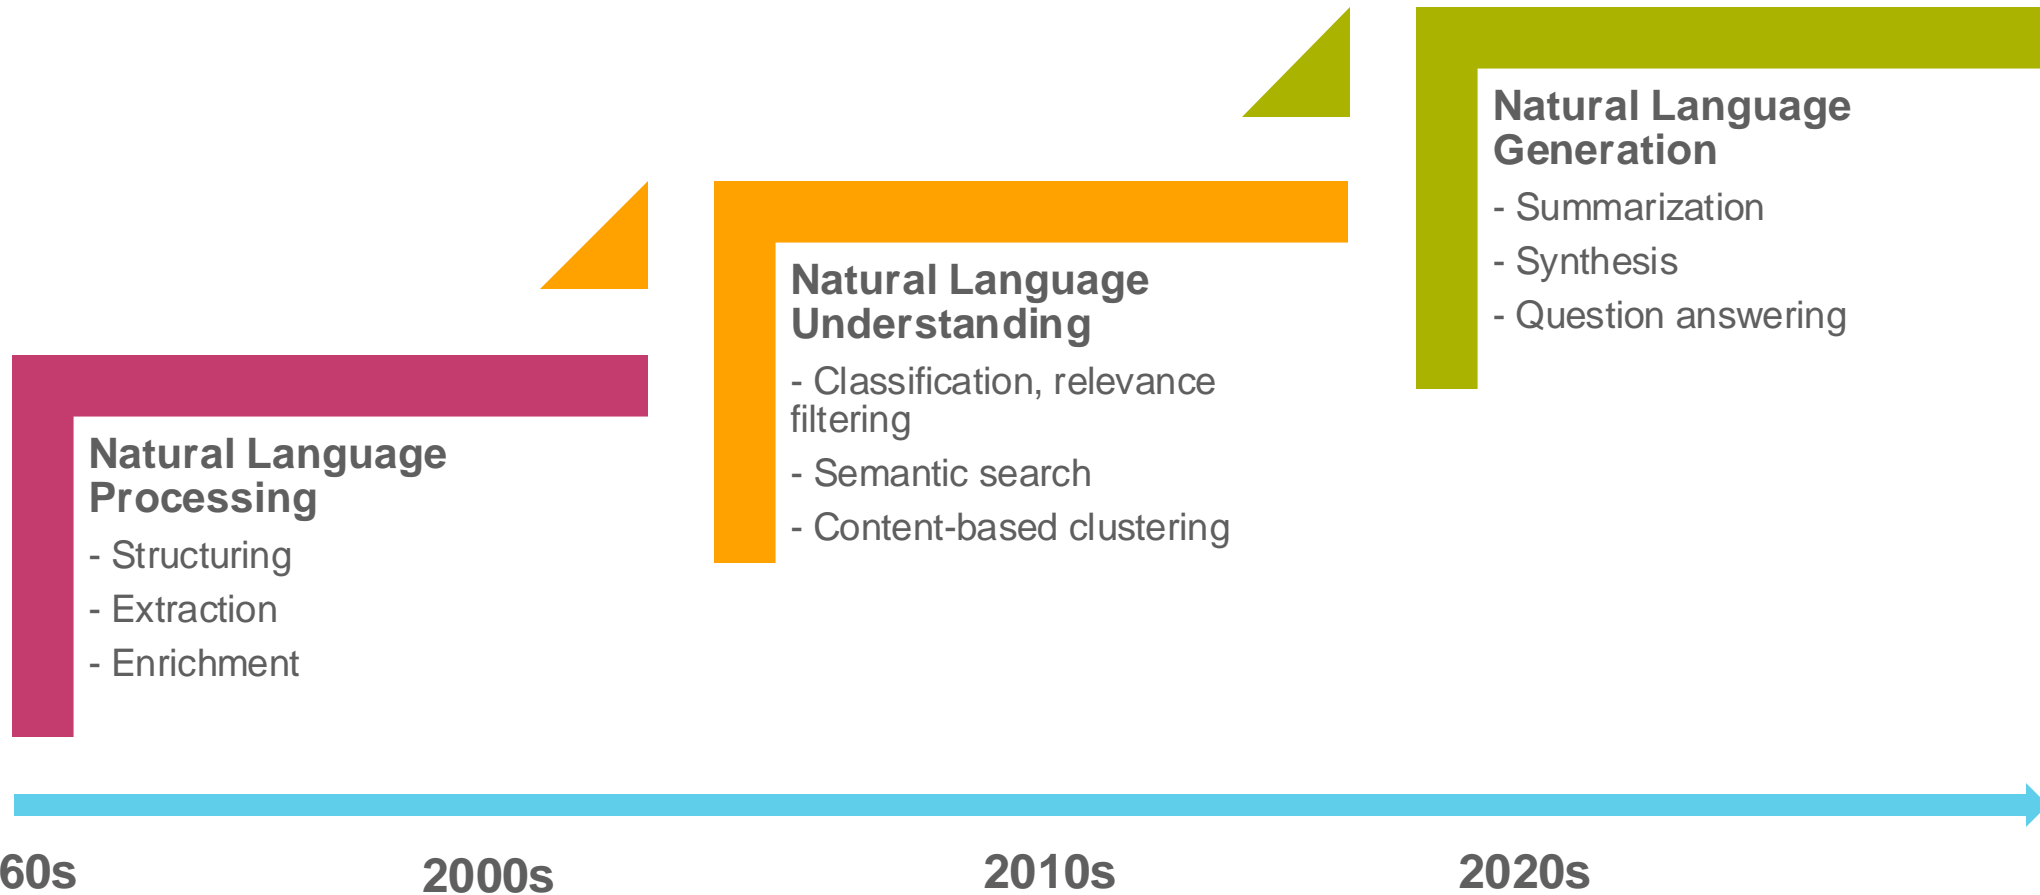 Natural Language
Processing
- Structuring
- Extraction
- Enrichment
Natural Language
Understanding
- Classification, relevance
filtering
- Semantic search
- Content-based clustering
Natural Language
Generation
- Summarization
- Synthesis
- Question answering
60s
2000s
2010s
2020s